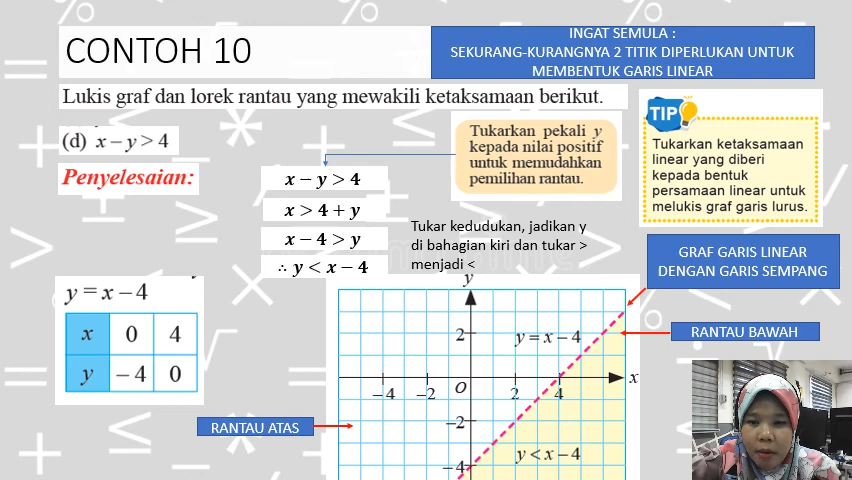 CONTOH 10
INGAT SEMULA :
SEKURANG-KURANGNYA 2 TITIK DIPERLUKAN UNTUK
MEMBENTUK GARIS LINEAR
Lukis graf dan lorek rantau yang mewakili ketaksamaan berikut.
(d) x – y > 4
Penyelesaian:
Tukarkan pekali y
kepada nilai positif
untuk memudahkan
pemilihan rantau.
TIP
Tukarkan ketaksamaan
linear yang diberi
kepada bentuk
persamaan linear untuk
melukis graf garis lurus.
x − y > 4
x > 4 + y
x − 4 > y
∴ y < x − 4
Tukar kedudukan, jadikan y
di bahagian kiri dan tukar >
menjadi <
GRAF GARIS LINEAR
DENGAN GARIS SEMPANG
RANTAU BAWAH
y = x – 4
x 0 4
y – 4 0
RANTAU ATAS
y
2
y = x – 4
–4 –2 O 2 4 x
–2
y < x – 4
–4